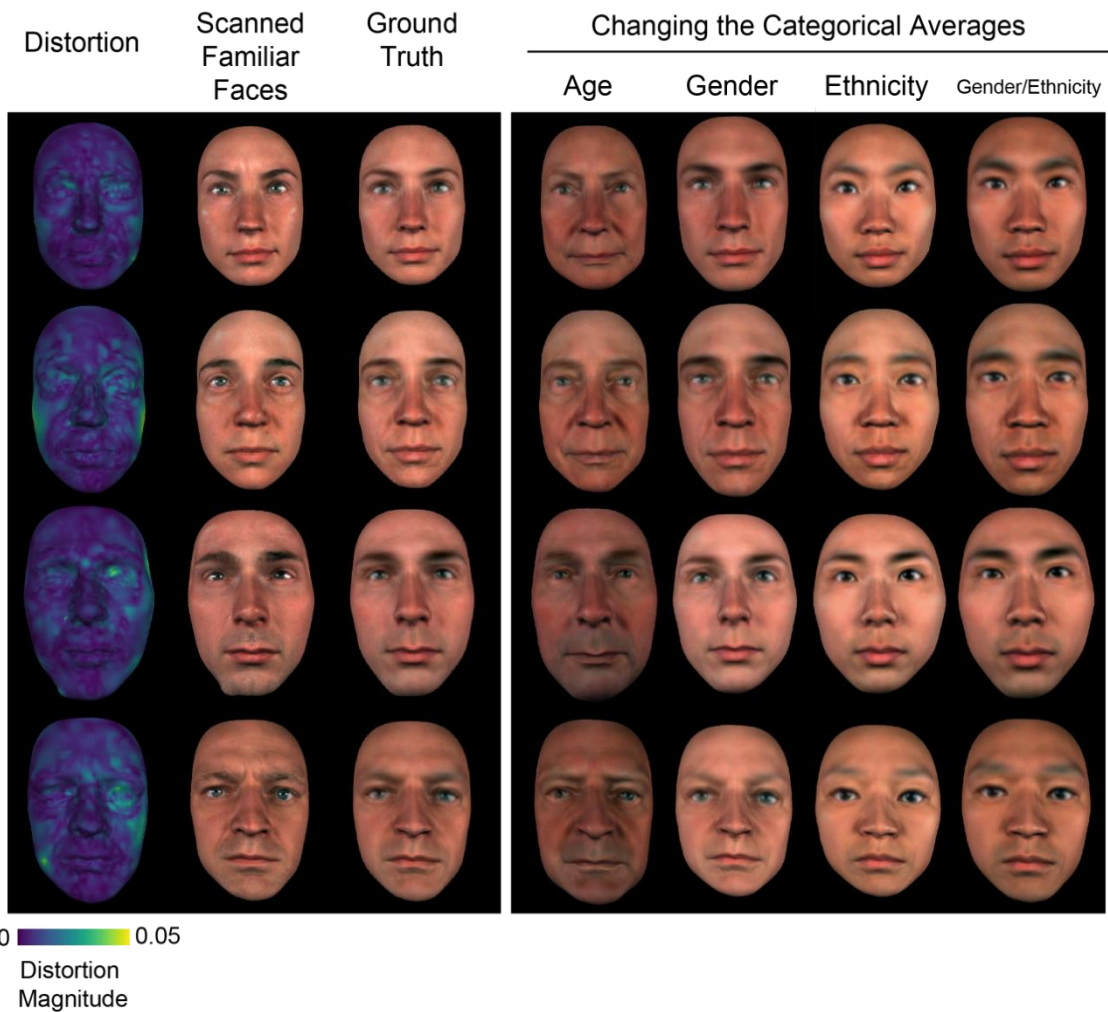 Distortion
Scanned
Familiar
Faces
Ground
Truth
Changing the Categorical Averages
Age
Gender
Ethnicity
Gender/Ethnicity
0
0.05
Distortion
Magnitude